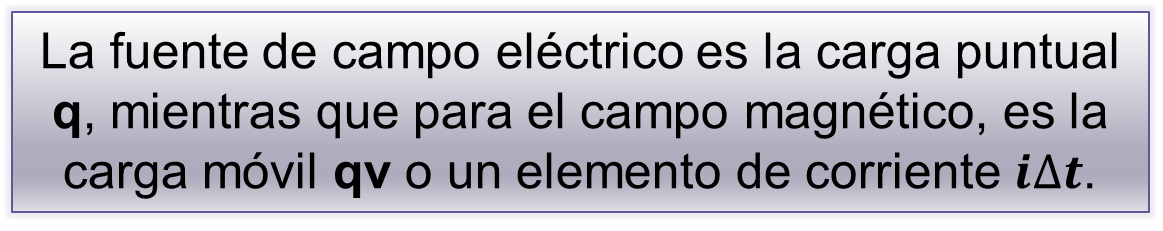 La fuente de campo eléctrico es la carga puntual
q, mientras que para el campo magnético, es la
carga móvil qv o un elemento de corriente iΔt.